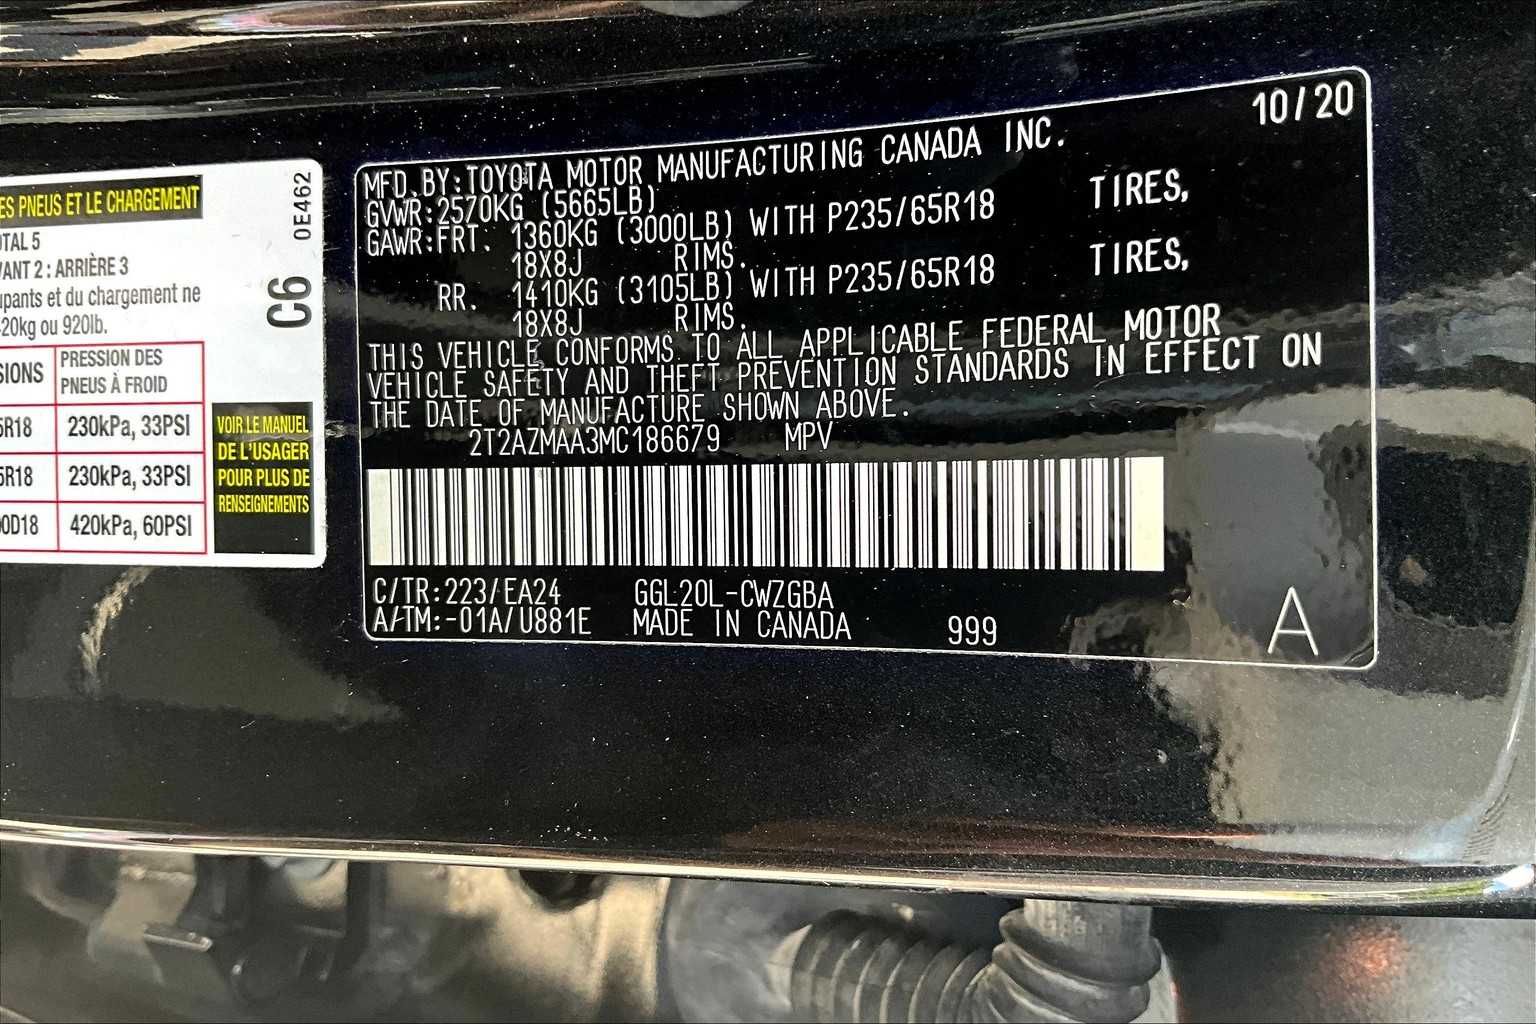 ES PNEUS ET LE CHARGEMENT
OTAL 5
VANT 2 : ARRIÈRE 3
upants et du chargement ne
420kg ou 920lb.
SIONS
PRESSION DES
PNEUS À FROID
5R18 230kPa, 33PSI
5R18 230kPa, 33PSI
0D18 420kPa, 60PSI
0E462
C6
VOIR LE MANUEL
DE L'USAGER
POUR PLUS DE
RENSEIGNEMENTS
10/20
MFD.BY:TOYOTA MOTOR MANUFACTURING CANADA INC.
GVWR:2570KG (5665LB)
GAWR:FRT. 1360KG (3000LB) WITH P235/65R18 TIRES,
18X8J RIMS.
RR. 1410KG (3105LB) WITH P235/65R18 TIRES,
18X8J RIMS.
THIS VEHICLE CONFORMS TO ALL APPLICABLE FEDERAL MOTOR
VEHICLE SAFETY AND THEFT PREVENTION STANDARDS IN EFFECT ON
THE DATE OF MANUFACTURE SHOWN ABOVE.
2T2AZMAA3MC186679 MPV
C/TR:223/EA24 GGL20L-CWZGBA
A/TM:-01A/U881E MADE IN CANADA 999
A